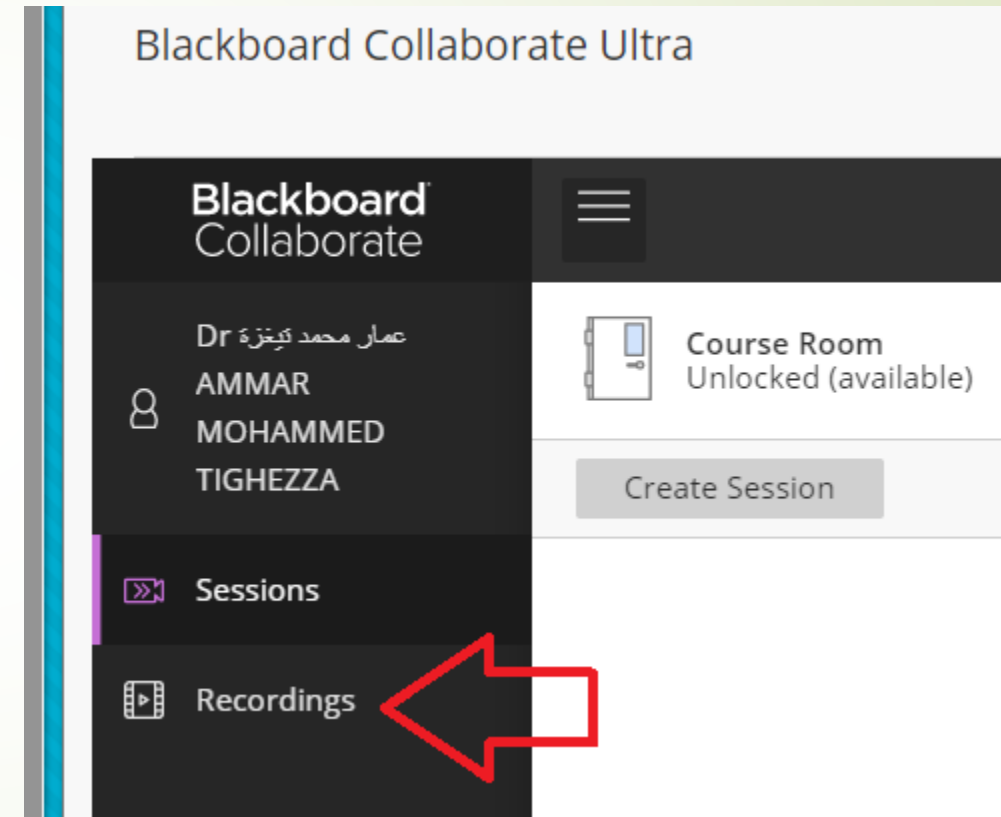 Blackboard Collaborate Ultra
Blackboard
Collaborate
عمار محمد تيغزة Dr
AMMAR
MOHAMMED
TIGHEZZA
Sessions
Recordings
Course Room
Unlocked (available)
Create Session